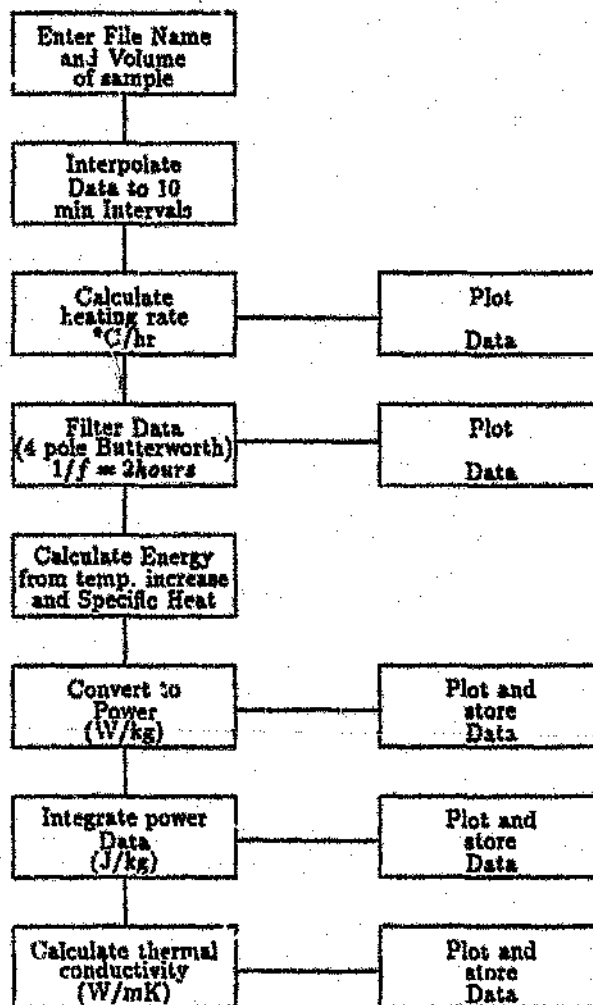 Enter File Name
and Volume
of sample
Interpolate
Data to 10
min Intervals
Calculate
heating rate
°C/hr
Plot
Data
Filter Data
(4 pole Butterworth)
1/f = 2hours
Plot
Data
Calculate Energy
from temp. increase
and Specific Heat
Convert to
Power
(W/kg)
Plot and
store
Data
Integrate power
Data
(J/kg)
Plot and
store
Data
Calculate thermal
conductivity
(W/mK)
Plot and
store
Data